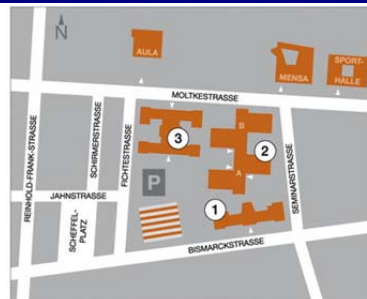 N
AULA
MENSA
SPORT-
HALLE
MOLTKESTRASSE
REINHOLD-FRANK-STRASSE
SCHIRMERSTRASSE
FICHTESTRASSE
3
B
2
A
P
SEMINARSTRASSE
JAHNSTRASSE
SCHEFFEL-
PLATZ
1
BISMARCKSTRASSE